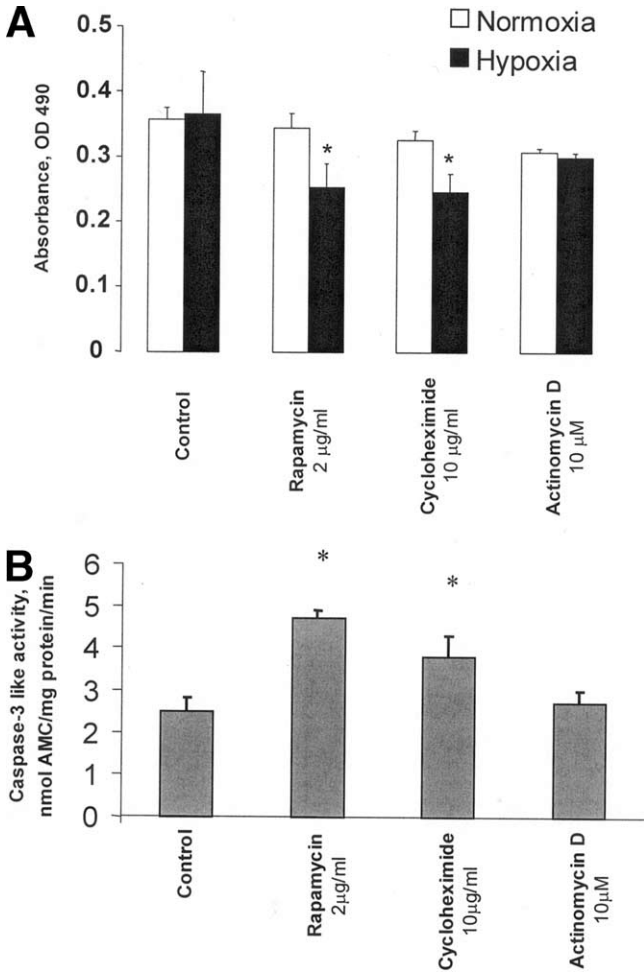 A
Normoxia
Hypoxia
Absorbance, OD 490
0.5
0.4
0.3
0.2
0.1
0
*
*
Control
Rapamycin
2 μg/ml
Cycloheximide
10 μg/ml
Actinomycin D
10 μM
B
Caspase-3 like activity,
nmol AMC/mg protein/min
6
5
4
3
2
1
0
*
*
Control
Rapamycin
2μg/ml
Cycloheximide
10μg/ml
Actinomycin D
10μM